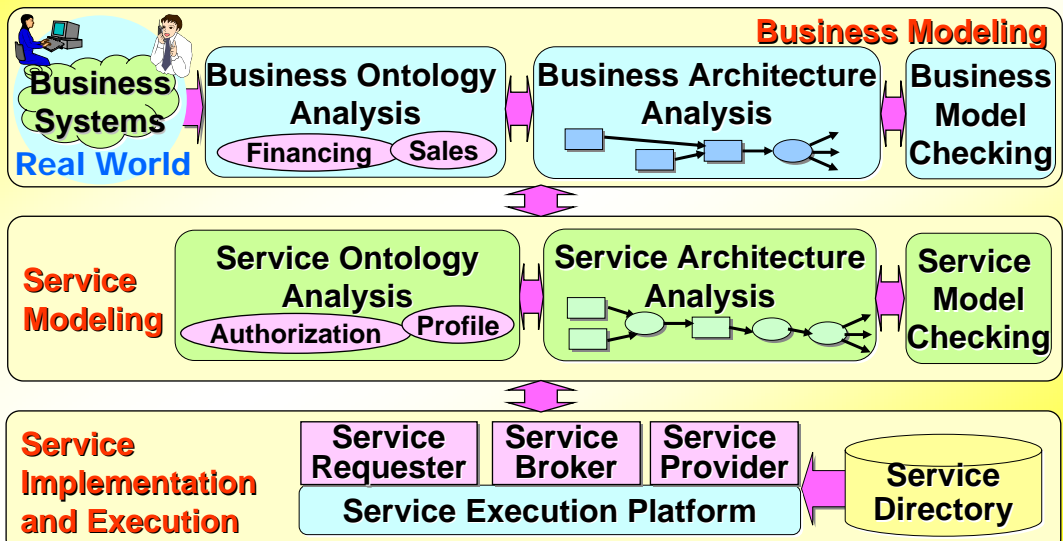 Business Modeling
Business
Systems
Real World
Business Ontology
Analysis
Financing
Sales
Business Architecture
Analysis
Business
Model
Checking
Service
Modeling
Service Ontology
Analysis
Authorization
Profile
Service Architecture
Analysis
Service
Model
Checking
Service
Implementation
and Execution
Service
Requester
Service
Broker
Service
Provider
Service Execution Platform
Service
Directory